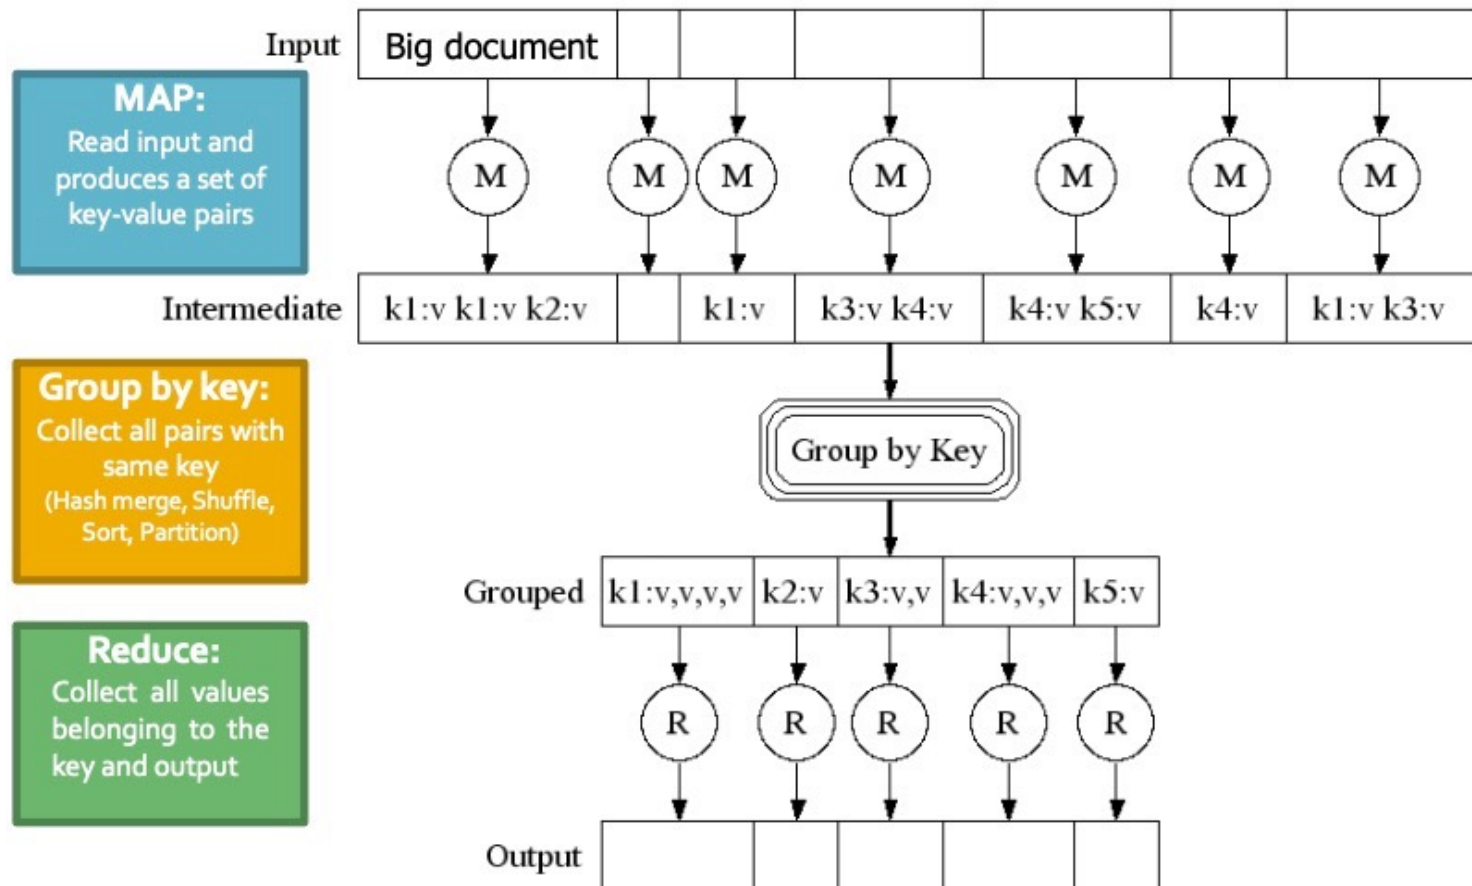 Input
Big document
MAP:
Read input and
produces a set of
key-value pairs
M M M M M M M
Intermediate
k1:v k1:v k2:v
k1:v
k3:v k4:v
k4:v k5:v
k4:v
k1:v k3:v
Group by key:
Collect all pairs with
same key
(Hash merge, Shuffle,
Sort, Partition)
Group by Key
Grouped
k1:v,v,v,v
k2:v
k3:v,v
k4:v,v,v
k5:v
Reduce:
Collect all values
belonging to the
key and output
R R R R R
Output